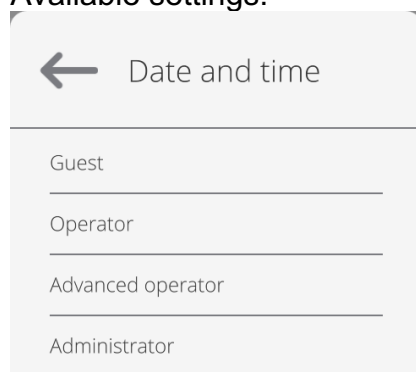 Available settings:
Date and time
Guest
Operator
Advanced operator
Administrator